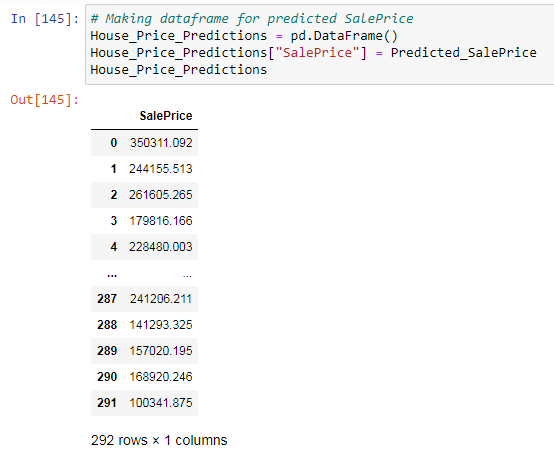 In [145]: # Making dataframe for predicted SalePrice
House_Price_Predictions = pd.DataFrame()
House_Price_Predictions["SalePrice"] = Predicted_SalePrice
House_Price_Predictions
Out[145]:
SalePrice
0 350311.092
1 244155.513
2 261605.265
3 179816.166
4 228480.003
... ...
287 241206.211
288 141293.325
289 157020.195
290 168920.246
291 100341.875
292 rows × 1 columns